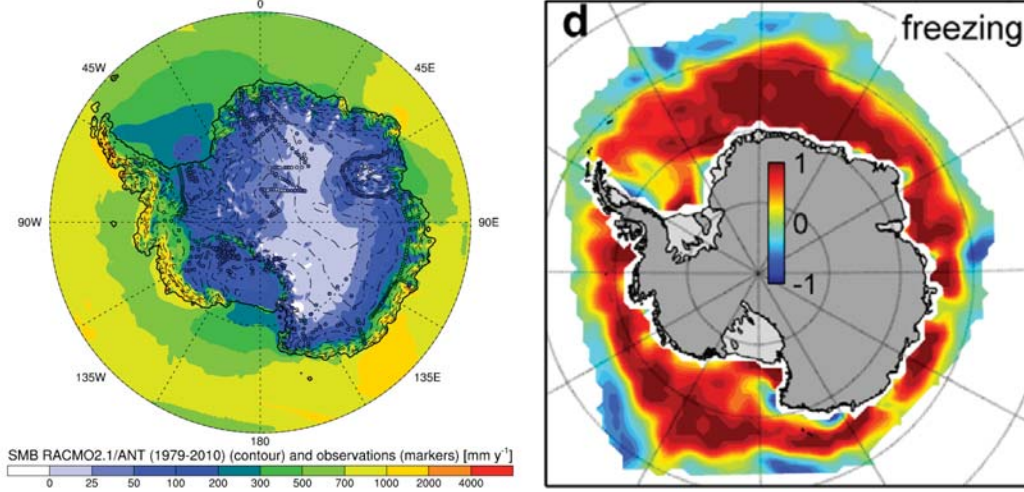 0
45W
45E
90W
90E
135W
135E
180
SMB RACMO2.1/ANT (1979-2010) (contour) and observations (markers) [mm y-1]
0 25 50 100 200 300 500 700 1000 2000 4000
d
freezing
1
0
-1